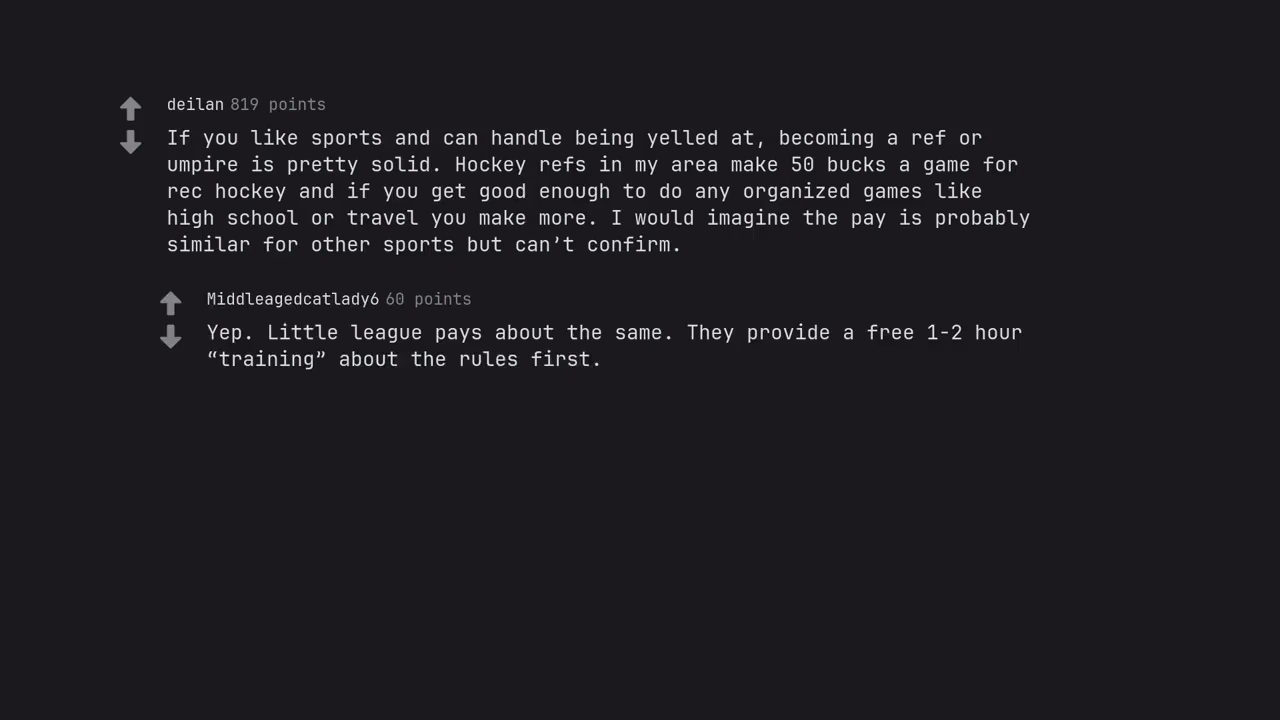 deilan 819 points
If you like sports and can handle being yelled at, becoming a ref or
umpire is pretty solid. Hockey refs in my area make 50 bucks a game for
rec hockey and if you get good enough to do any organized games like
high school or travel you make more. I would imagine the pay is probably
similar for other sports but can’t confirm.
Middleagedcatlady6 60 points
Yep. Little league pays about the same. They provide a free 1-2 hour
“training” about the rules first.